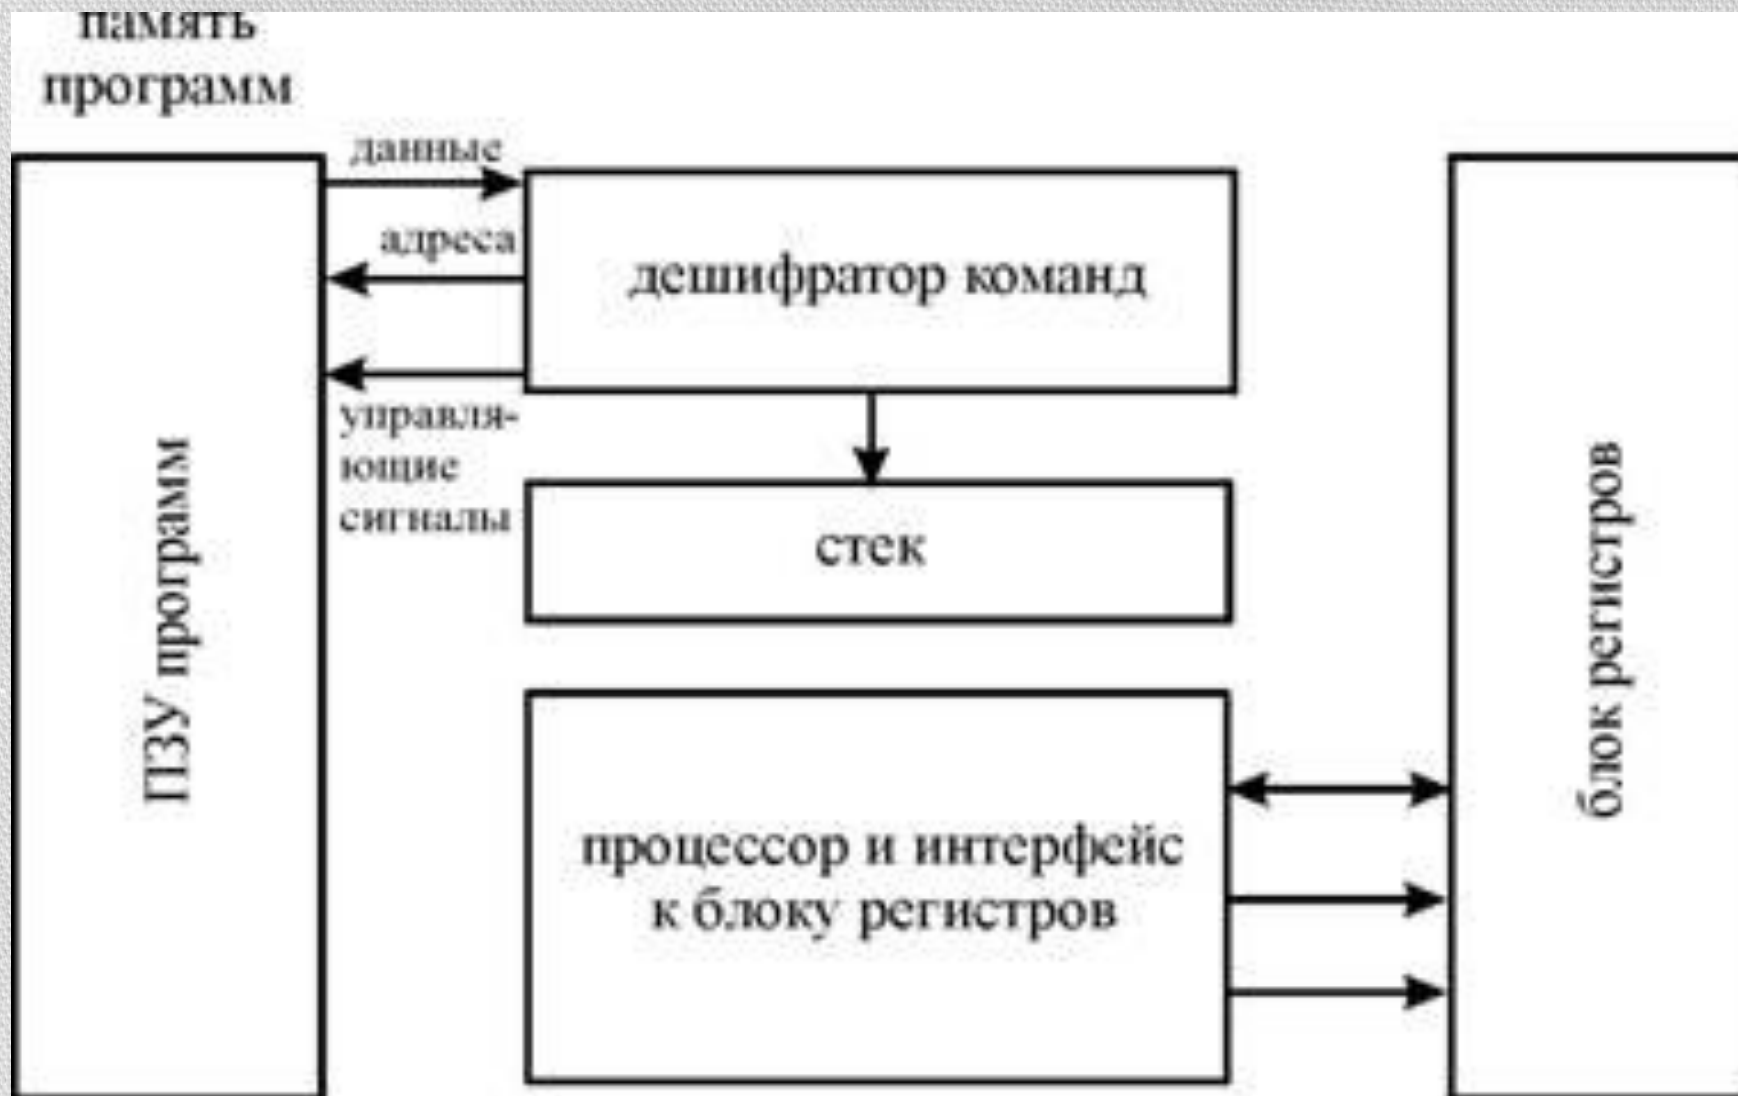 память
программ
данные
адреса
дешифратор команд
управля-
ющие
сигналы
стек
ПЗУ программ
процессор и интерфейс
к блоку регистров
блок регистров